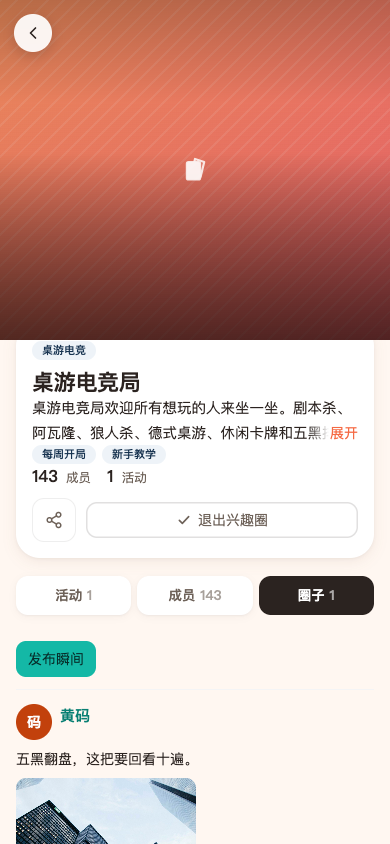 桌游电竞
桌游电竞局
桌游电竞局欢迎所有想玩的人来坐一坐。剧本杀、
阿瓦隆、狼人杀、德式桌游、休闲卡牌和五黑 展开
每周开局 新手教学
143 成员 1 活动
退出兴趣圈
活动 1 成员 143 圈子 1
发布瞬间
码 黄码
五黑翻盘，这把要回看十遍。